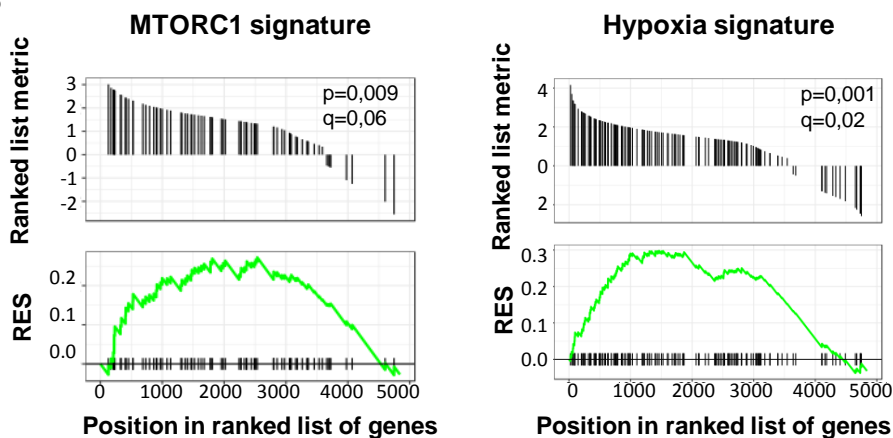 MTORC1 signature
Ranked list metric
3
2
1
0
-1
-2
p=0,009
q=0,06
RES
0.2
0.1
0.0
0 1000 2000 3000 4000 5000
Position in ranked list of genes
Hypoxia signature
Ranked list metric
4
2
0
2
p=0,001
q=0,02
RES
0.3
0.2
0.1
0.0
0 1000 2000 3000 4000 5000
Position in ranked list of genes